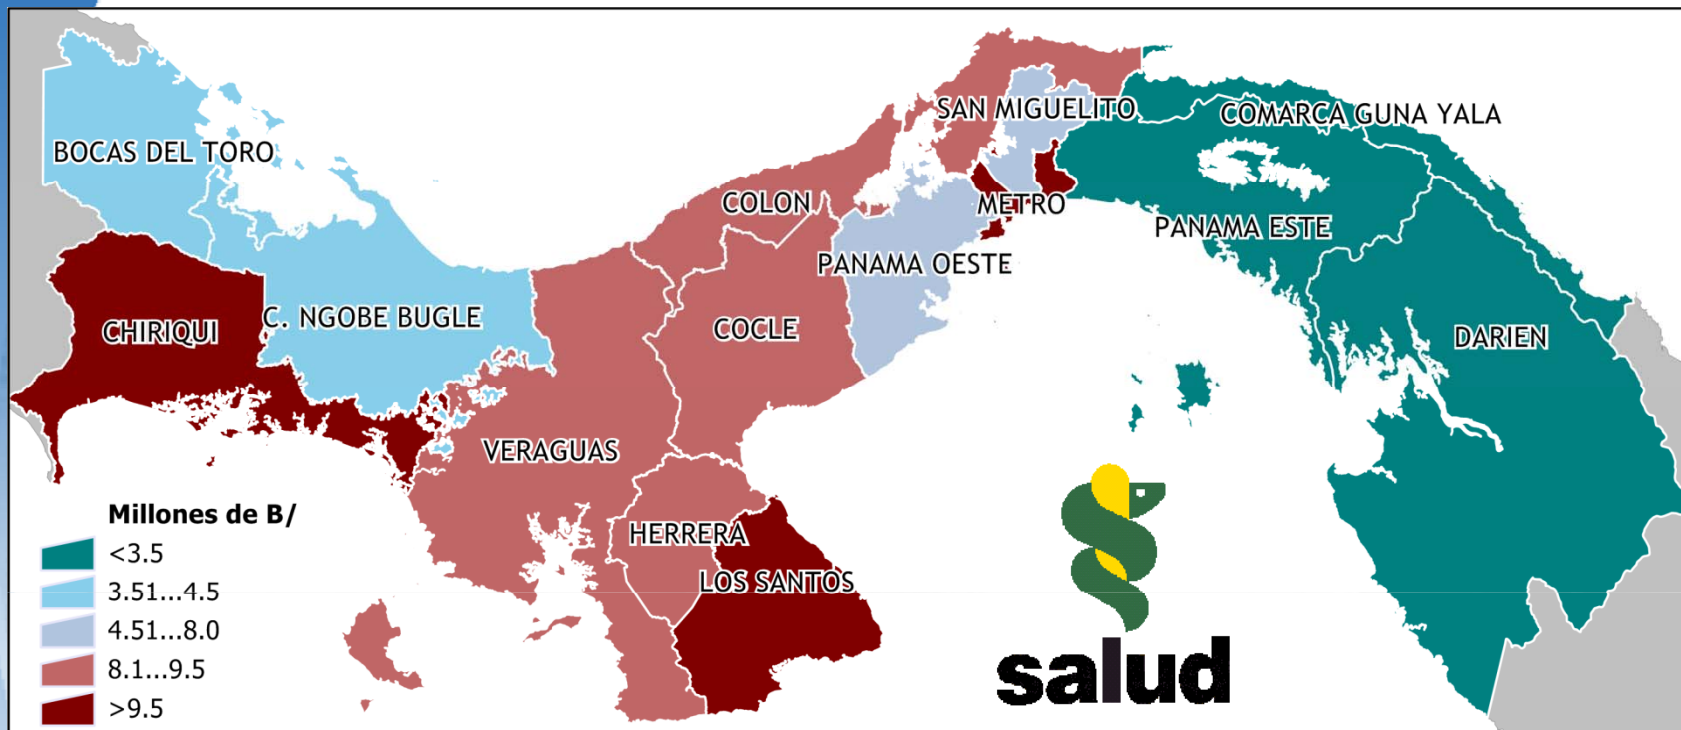 SAN MIGUELITO
COMARCA GUNA YALA
BOCAS DEL TORO
COLON
METRO
PANAMA ESTE
PANAMA OESTE
C. NGOBE BUGLE
CHIRIQUI
COCLE
DARIEN
VERAGUAS
HERRERA
LOS SANTOS
Millones de B/
<3.5
3.51...4.5
4.51...8.0
8.1...9.5
>9.5
salud